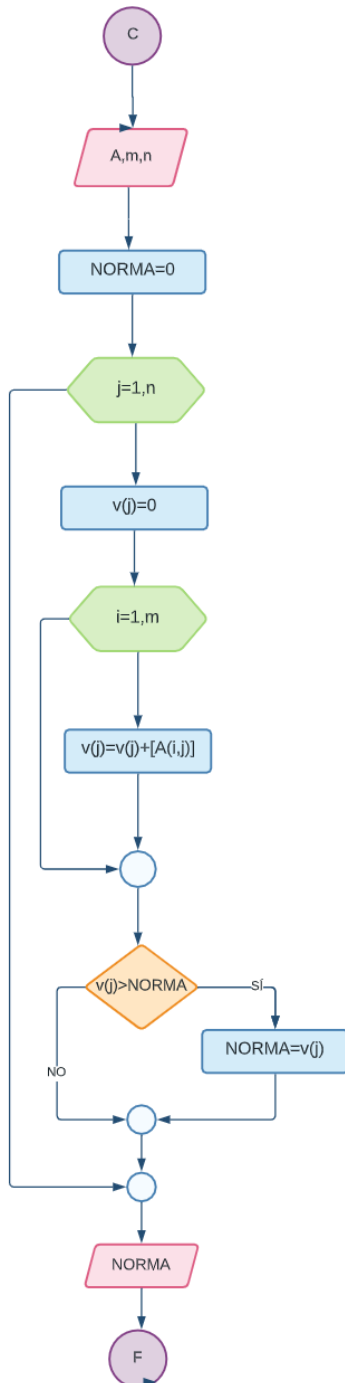 C
A,m,n
NORMA=0
j=1,n
v(j)=0
i=1,m
v(j)=v(j)+[A(i,j)]
v(j)>NORMA
SÍ
NORMA=v(j)
NO
NORMA
F